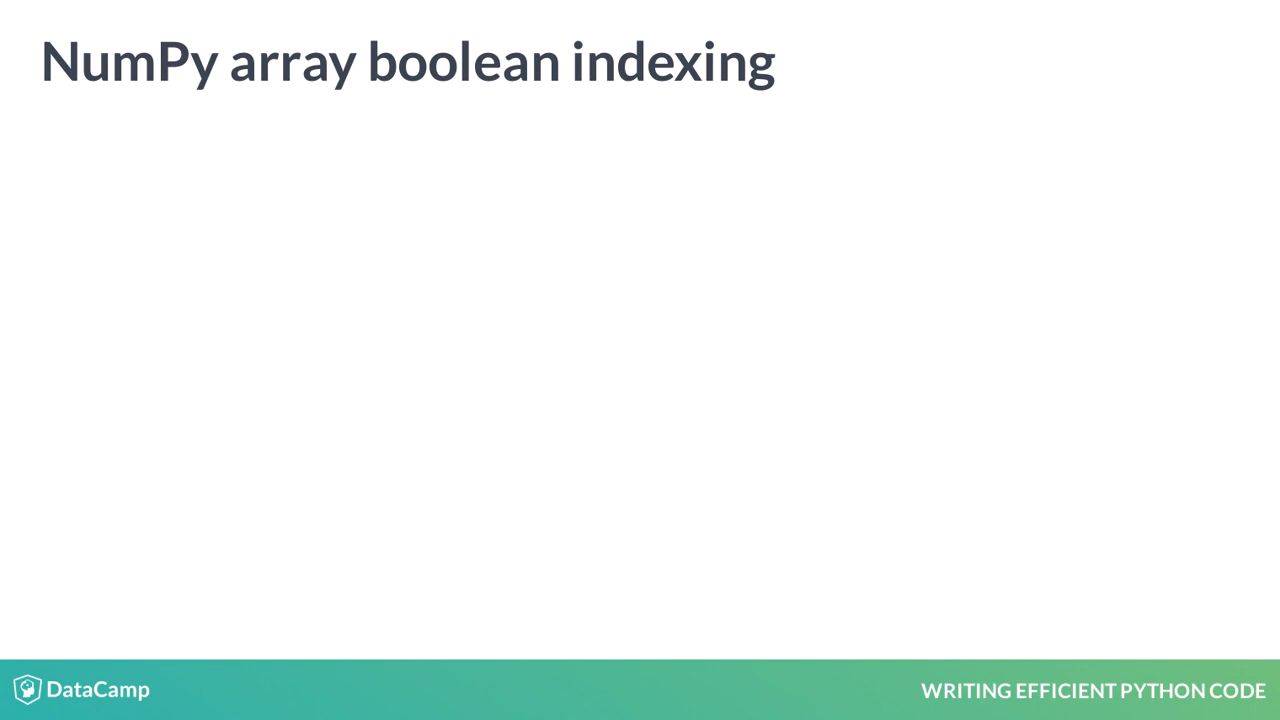 NumPy array boolean indexing
DataCamp
WRITING EFFICIENT PYTHON CODE